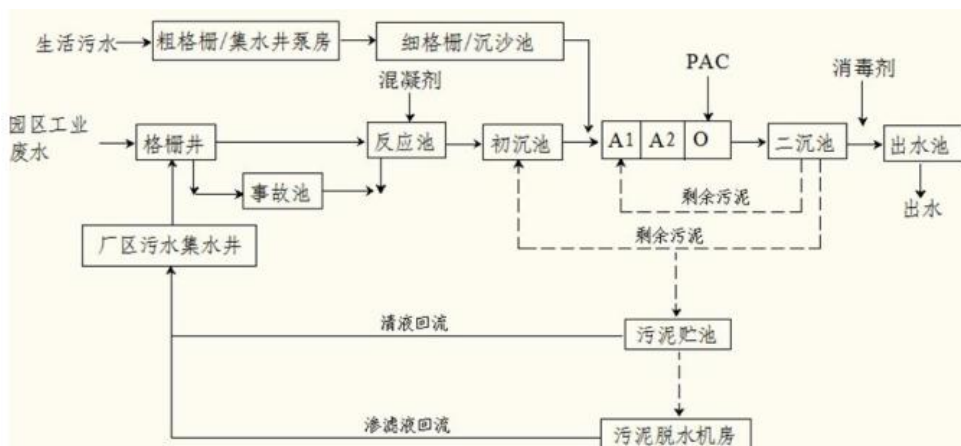 生活污水
粗格栅/集水井泵房
细格栅/沉沙池
PAC
消毒剂
混凝剂
园区工业
废水
格栅井
反应池
初沉池
A1
A2
O
二沉池
出水池
事故池
剩余污泥
出水
厂区污水集水井
剩余污泥
清液回流
污泥贮池
渗滤液回流
污泥脱水机房